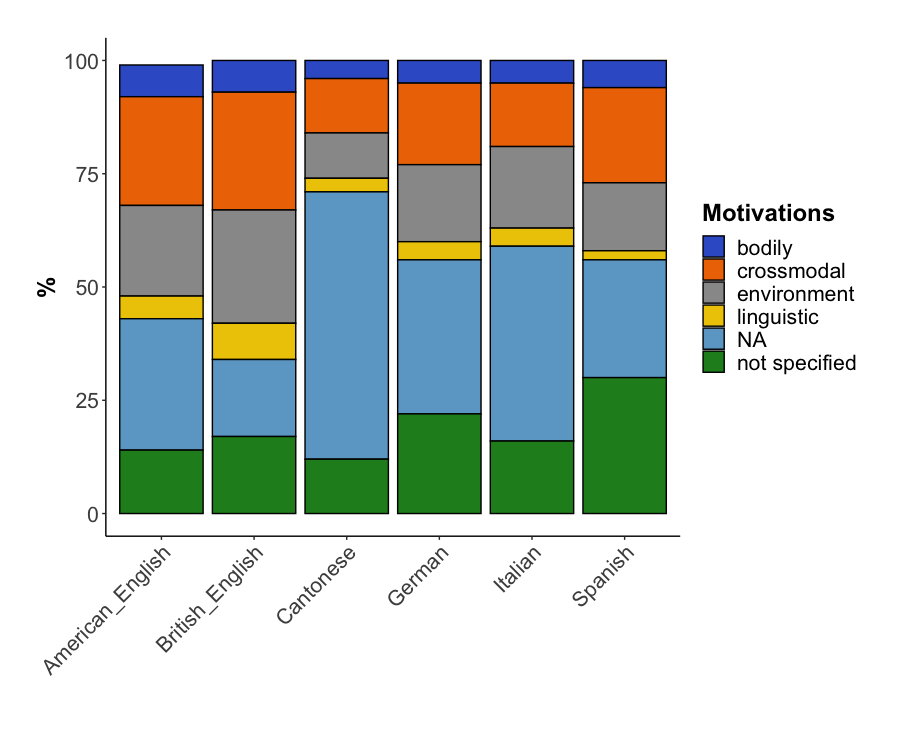 100
75
50
25
0
%
American_English
British_English
Cantonese
German
Italian
Spanish
Motivations
bodily
crossmodal
environment
linguistic
NA
not specified